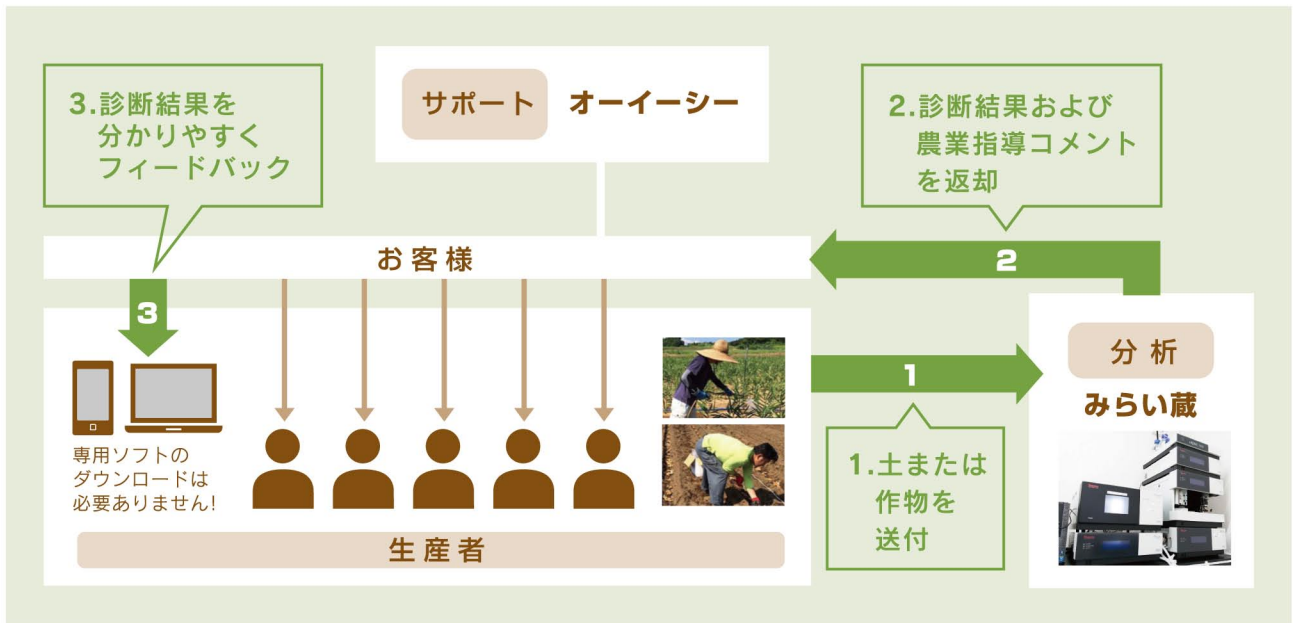 サポート オーイーシー
3.診断結果を
分かりやすく
フィードバック
2.診断結果および
農業指導コメント
を返却
お客様
2
3
1
分析
みらい蔵
専用ソフトの
ダウンロードは
必要ありません!
1.土または
作物を
送付
生産者